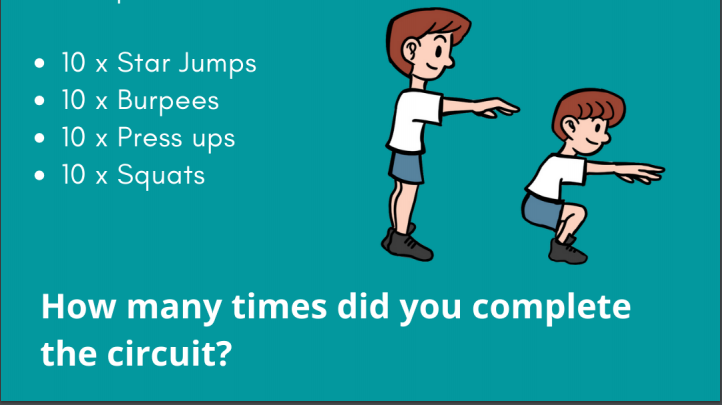 10 x Star Jumps
10 x Burpees
10 x Press ups
10 x Squats
How many times did you complete
the circuit?